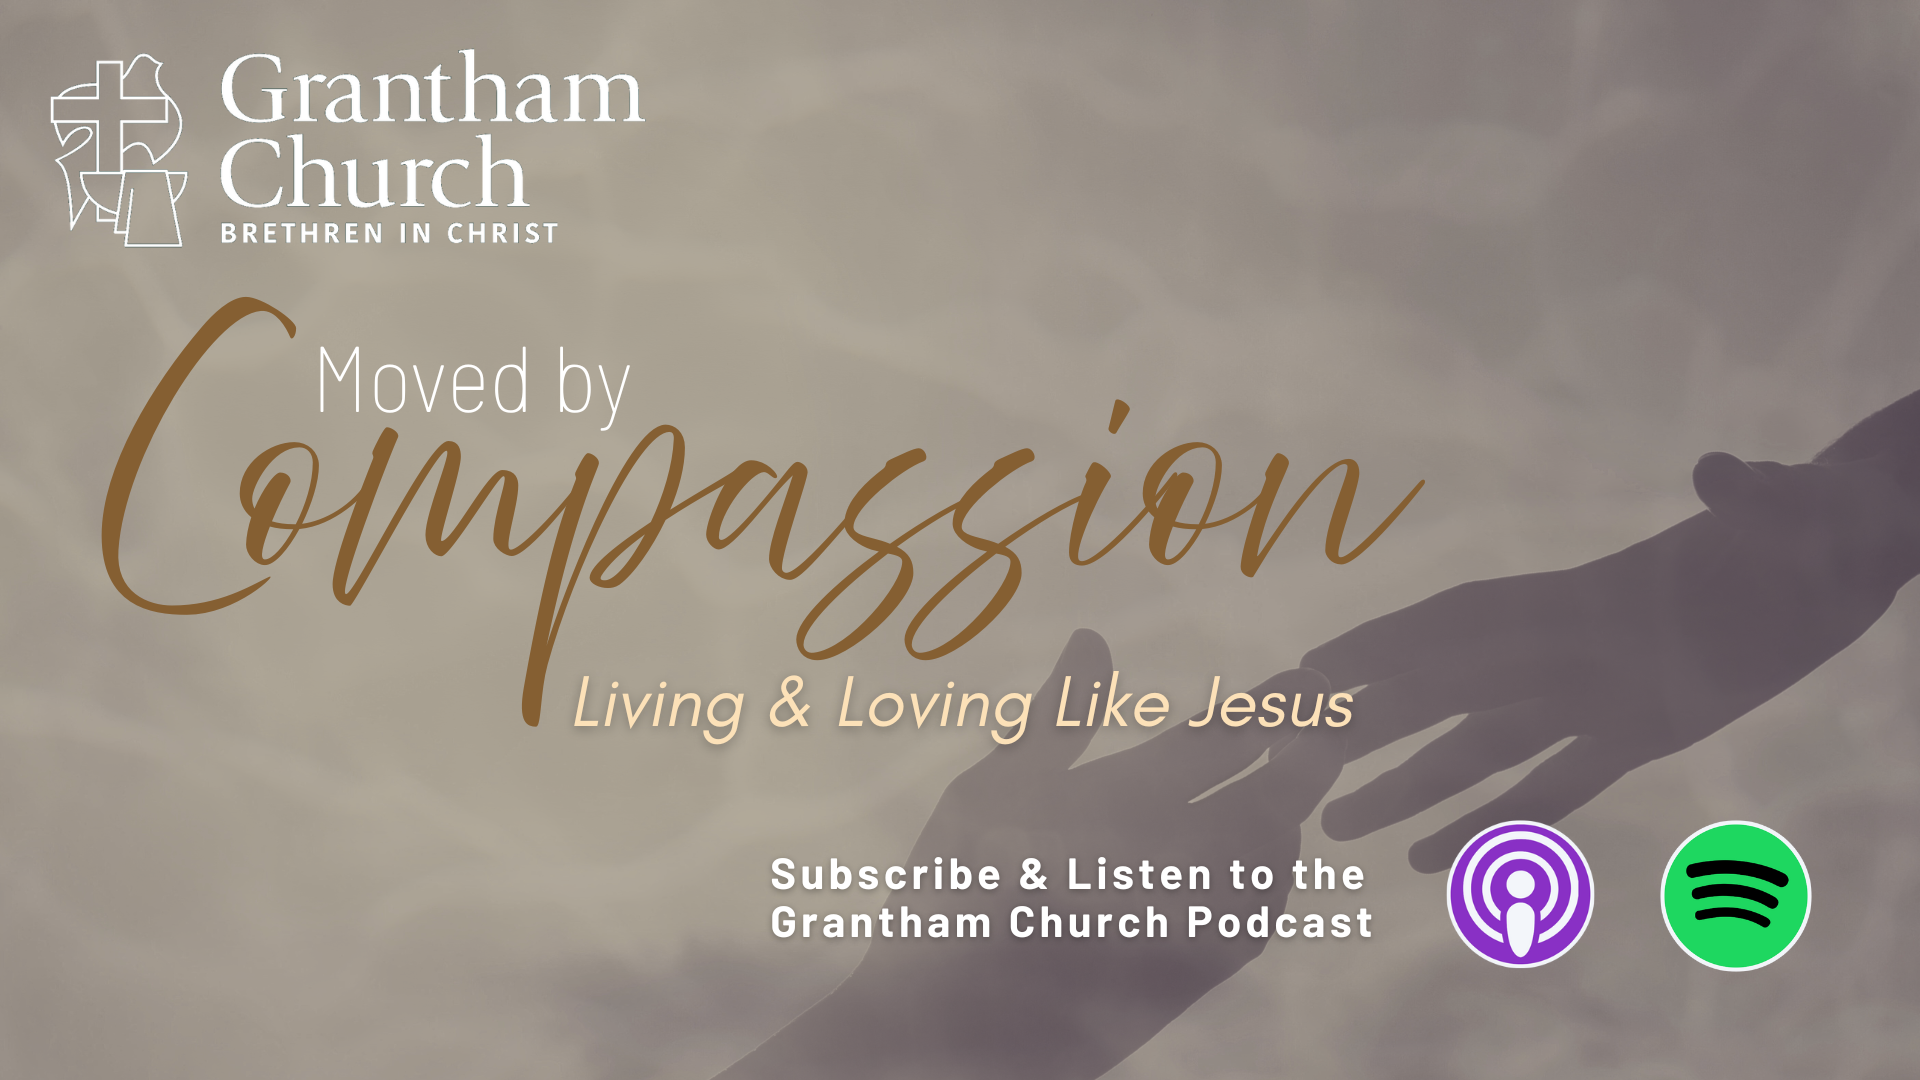 Grantham
Church
BRETHREN IN CHRIST
Moved by
Compassion
Living & Loving Like Jesus
Subscribe & Listen to the
Grantham Church Podcast